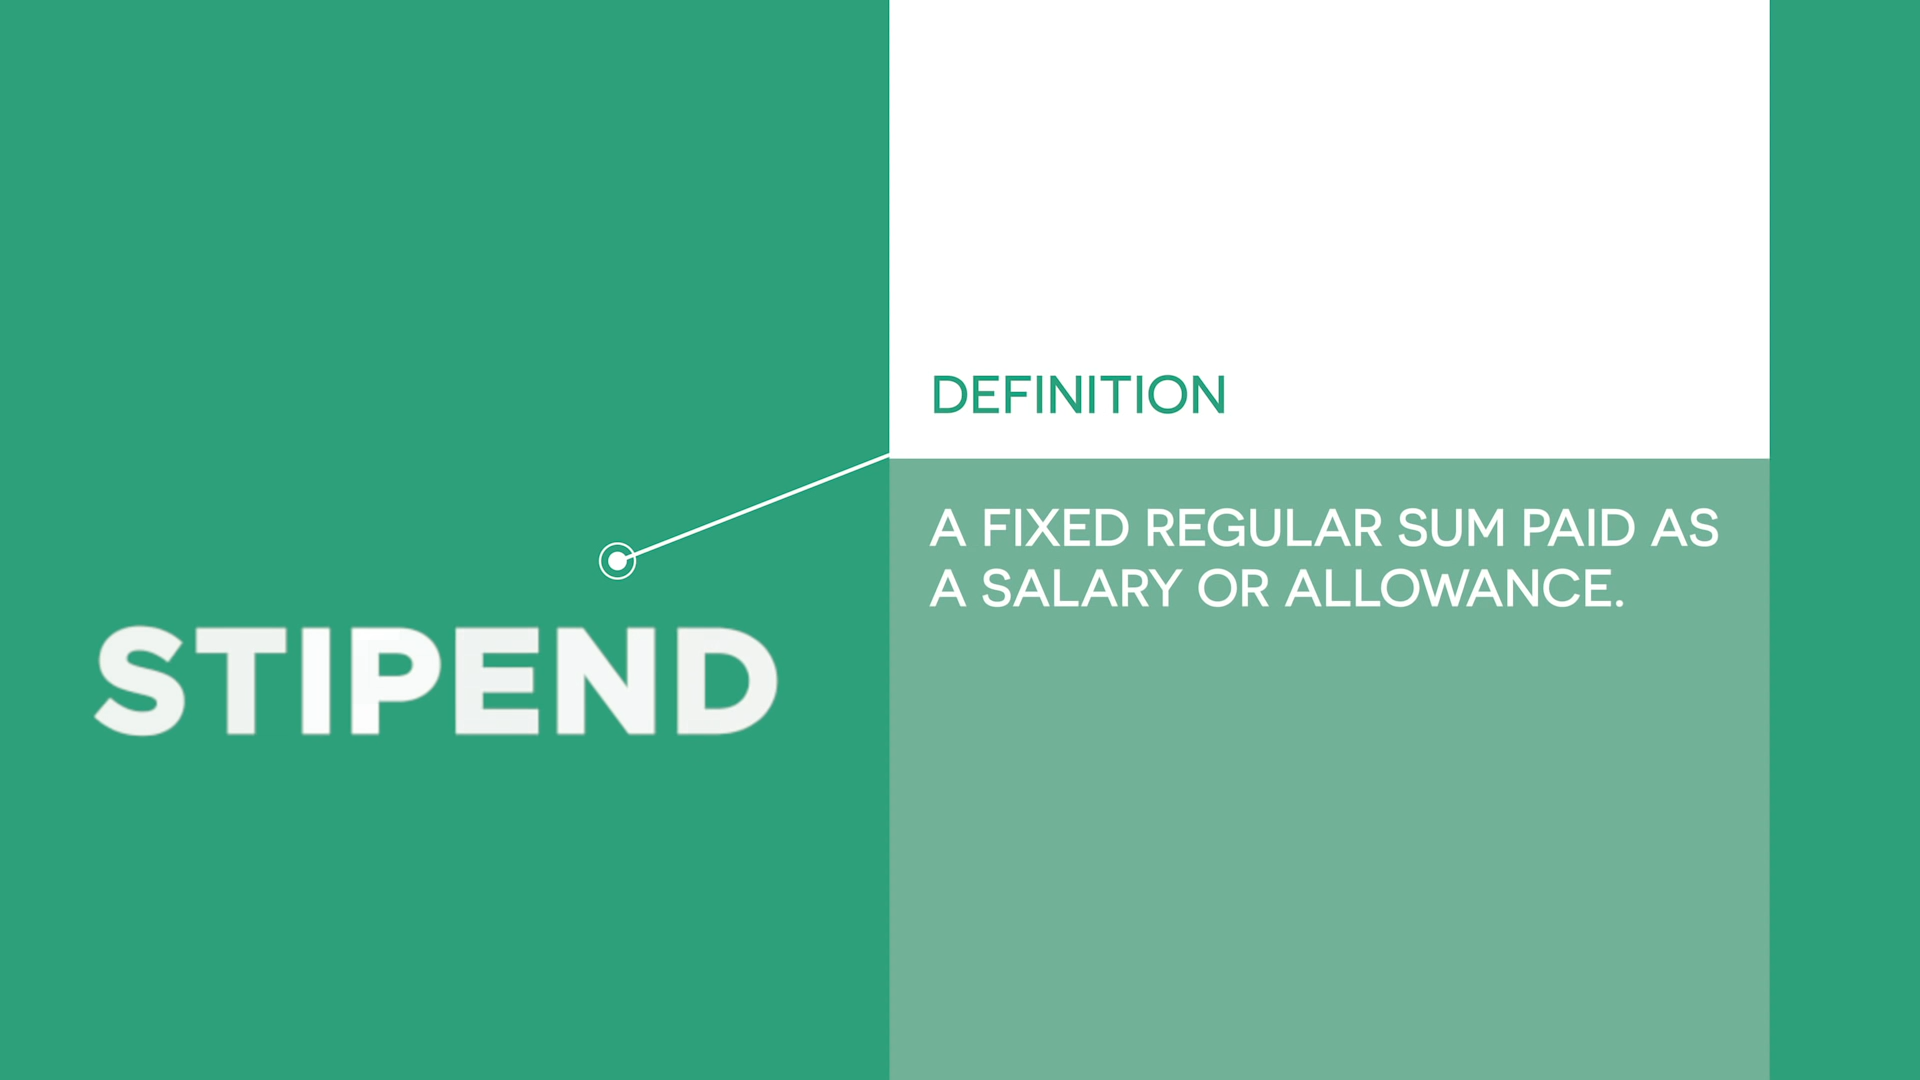 STIPEND
DEFINITION
A FIXED REGULAR SUM PAID AS
A SALARY OR ALLOWANCE.